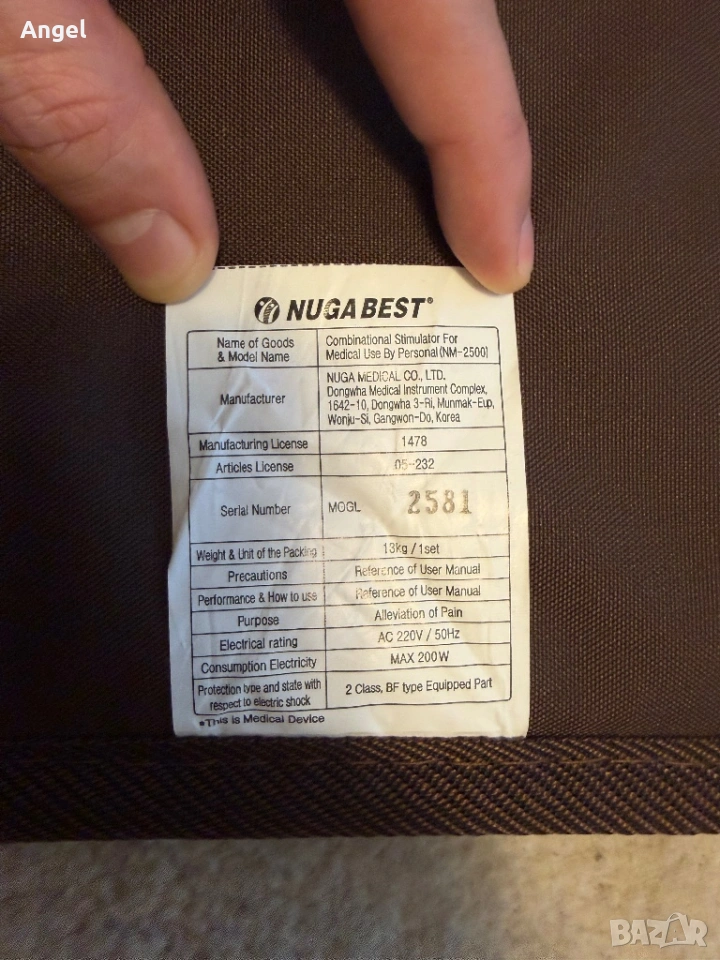 Angel
NUGA BEST®
Name of Goods & Model Name
Combinational Stimulator For
Medical Use By Personal(NM-2500)
Manufacturer
NUGA MEDICAL CO., LTD.
Dongwha Medical Instrument Complex,
1642-10, Dongwha 3-Ri, Munmak-Eup,
Wonju-Si, Gangwon-Do, Korea
Manufacturing License 1478
Articles License 05-232
Serial Number MOGL 2581
Weight & Unit of the Packing 13kg / 1set
Precautions Reference of User Manual
Performance & How to use Reference of User Manual
Purpose Alleviation of Pain
Electrical rating AC 220V / 50Hz
Consumption Electricity MAX 200W
Protection type and state with
respect to electric shock
2 Class, BF type Equipped Part
*This is Medical Device
BAZAR